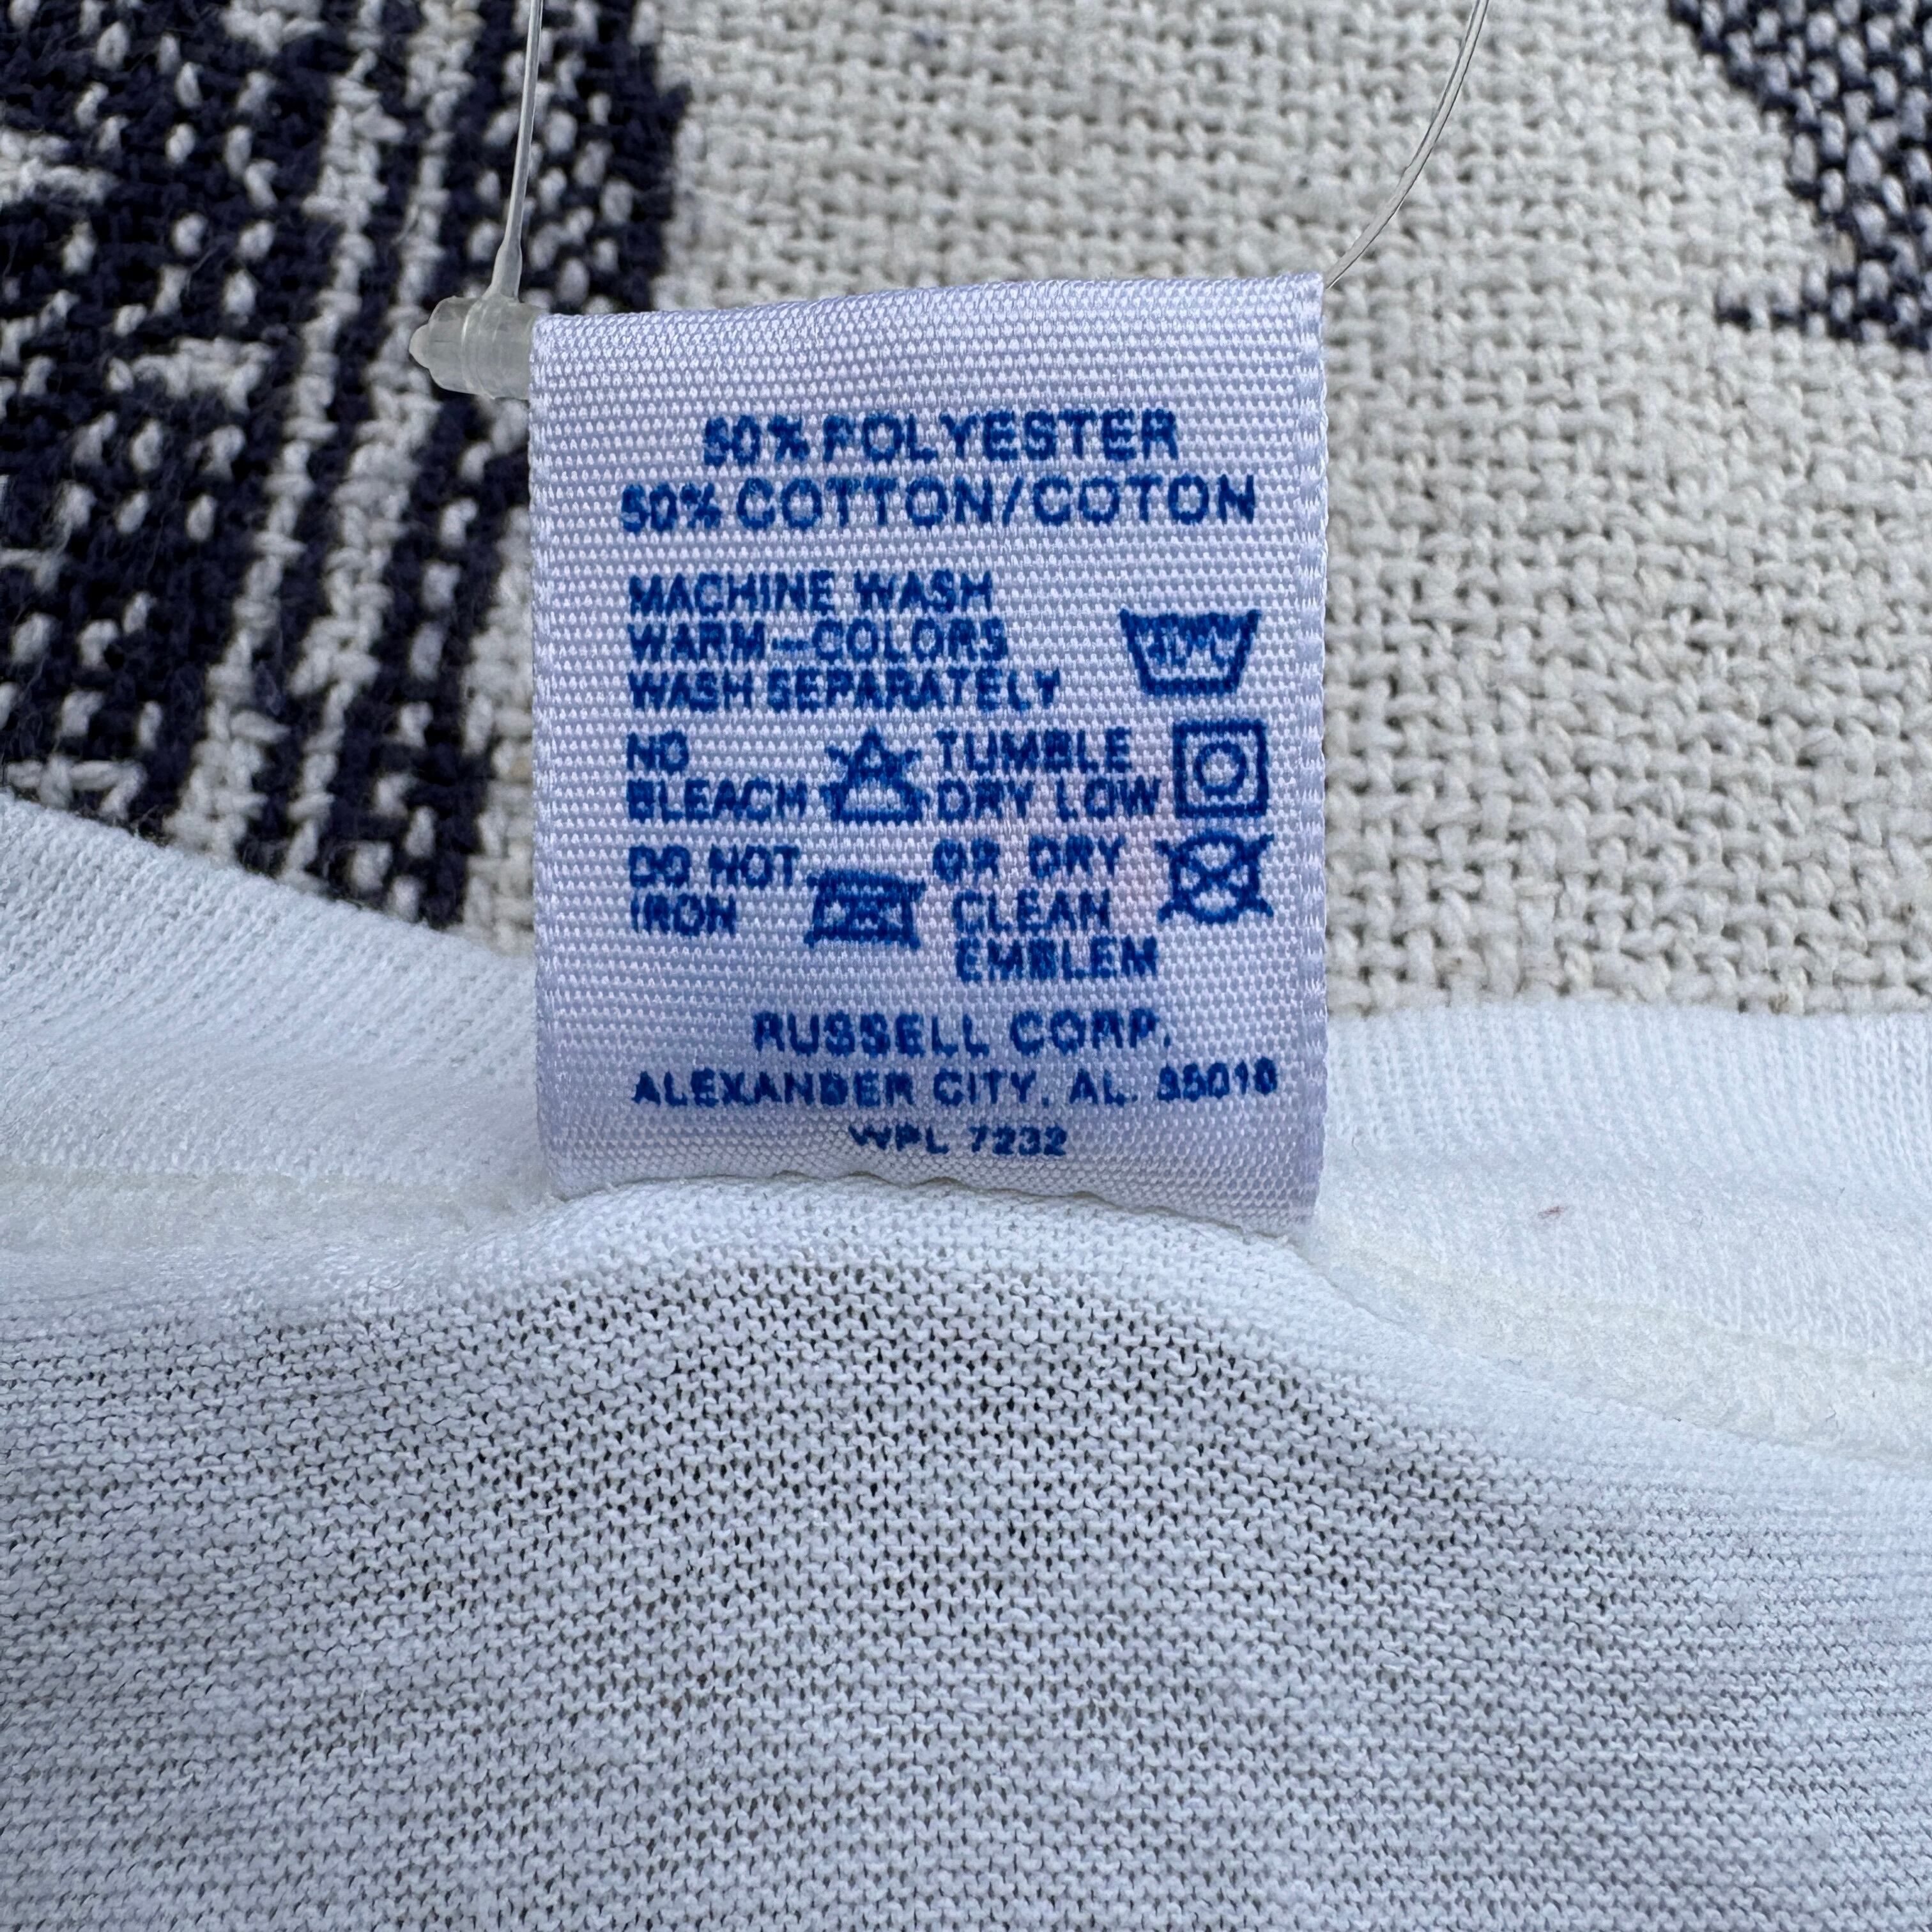 50% POLYESTER
50% COTTON/COTON
MACHINE WASH
WARM—COLORS
WASH SEPARATELY
NO
BLEACH
TUMBLE
DRY LOW
DO NOT
IRON
OR DRY
CLEAN
EMBLEM
RUSSELL CORP.
ALEXANDER CITY, AL. 35010
WPL 7232